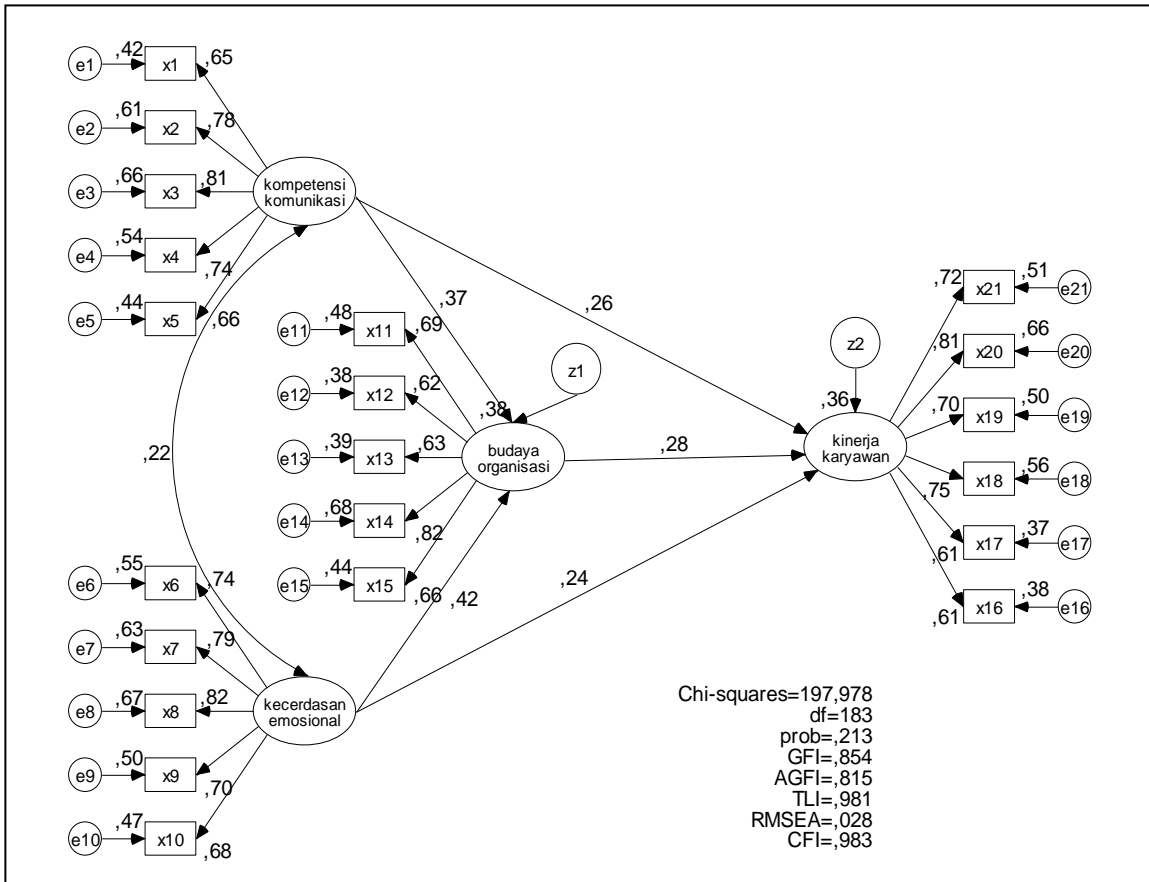 ,42
,65
e1
x1
,61
,78
e2
x2
,66
,81
e3
x3
kompetensi
komunikasi
,54
e4
x4
,74
,44
e5
x5
,66
,37
,26
,22
,48
,69
e11
x11
,38
,62
e12
x12
,39
,63
e13
x13
,68
e14
x14
,82
,44
e15
x15
,66
z1
,38
budaya
organisasi
,28
,42
,24
z2
,36
kinerja
karyawan
,72
,51
x21
e21
,81
,66
x20
e20
,70
,50
x19
e19
,56
x18
e18
,75
,37
x17
e17
,61
,38
x16
e16
,61
,55
,74
e6
x6
,63
,79
e7
x7
,67
,82
e8
x8
kecerdasan
emosional
,50
e9
x9
,70
,47
e10
x10
,68
Chi-squares=197,978
df=183
prob=,213
GFI=,854
AGFI=,815
TLI=,981
RMSEA=,028
CFI=,983